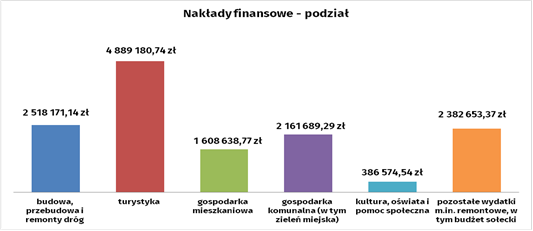 Nakłady finansowe - podział
4 889 180,74 zł
2 518 171,14 zł
2 161 689,29 zł
2 382 653,37 zł
1 608 638,77 zł
386 574,54 zł
budowa,
przebudowa i
remonty dróg
turystyka
gospodarka
mieszkaniowa
gospodarka
komunalna (w tym
zieleń miejska)
kultura, oświata i
pomoc społeczna
pozostałe wydatki
m.in. remontowe, w
tym budżet sołecki